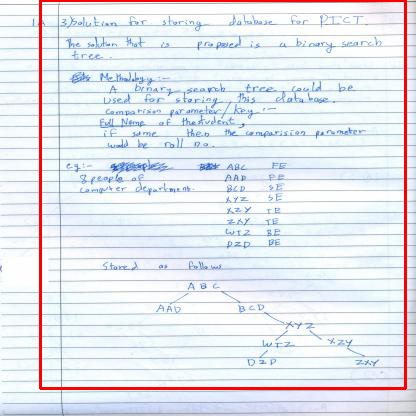 3) Solution for storing database for PICT.
The solution that is proposed is a binary search
tree.
Methodology :-
A binary search tree could be
used for storing this database.
comparision parameter/key :-
Full Name of the student,
if same then the comparision parameter
would be roll no.
eg:- ABC FE
8 people of AAD FE
computer department. BCD SE
XYZ SE
XZY TE
ZXY TE
WTZ BE
DZD BE
Stored as follows
ABC
AAD BCD
XYZ
WTZ XZY
DZD ZXY